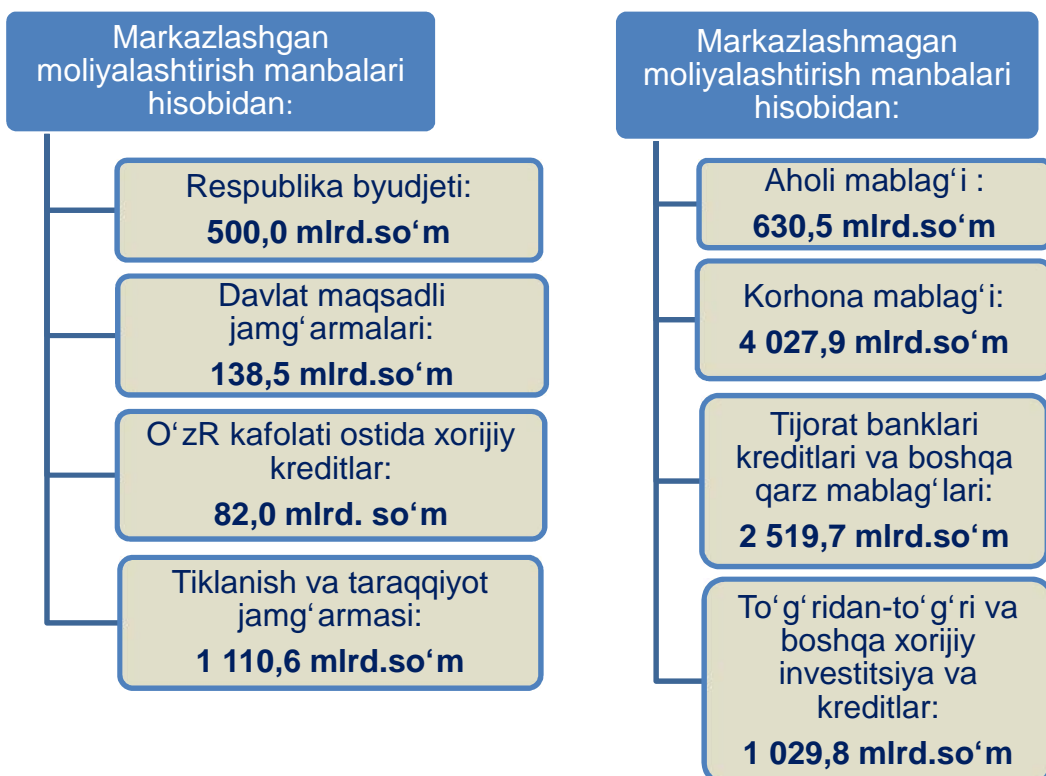 Markazlashgan
moliyalashtirish manbalari
hisobidan:
Respublika byudjeti:
500,0 mlrd.so‘m
Davlat maqsadli
jamg‘armalari:
138,5 mlrd.so‘m
O‘zR kafolati ostida xorijiy
kreditlar:
82,0 mlrd. so‘m
Tiklanish va taraqqiyot
jamg‘armasi:
1 110,6 mlrd.so‘m
Markazlashmagan
moliyalashtirish manbalari
hisobidan:
Aholi mablag‘i :
630,5 mlrd.so‘m
Korhona mablag‘i:
4 027,9 mlrd.so‘m
Tijorat banklari
kreditlari va boshqa
qarz mablag‘lari:
2 519,7 mlrd.so‘m
To‘g‘ridan-to‘g‘ri va
boshqa xorijiy
investitsiya va
kreditlar:
1 029,8 mlrd.so‘m